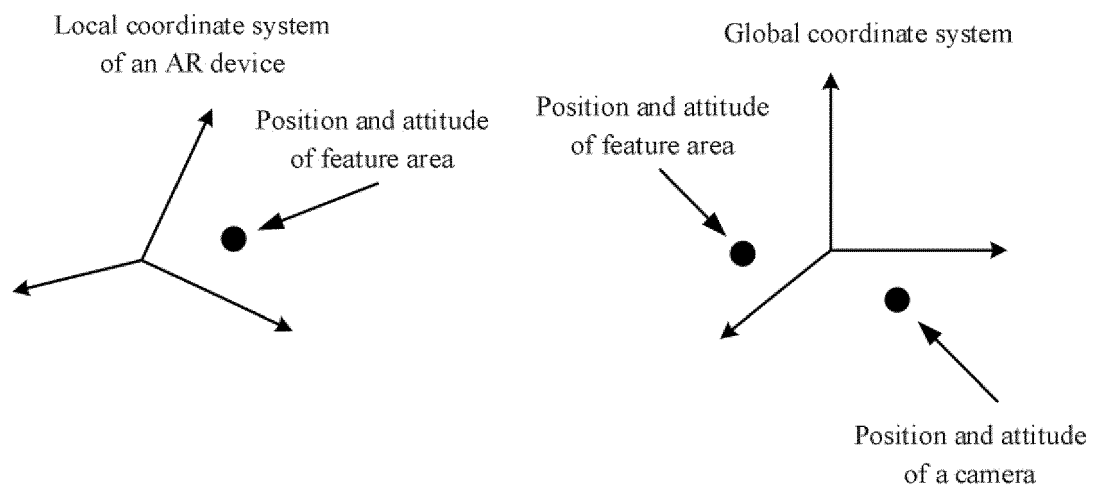 Local coordinate system
of an AR device
Position and attitude
of feature area
Global coordinate system
Position and attitude
of feature area
Position and attitude
of a camera